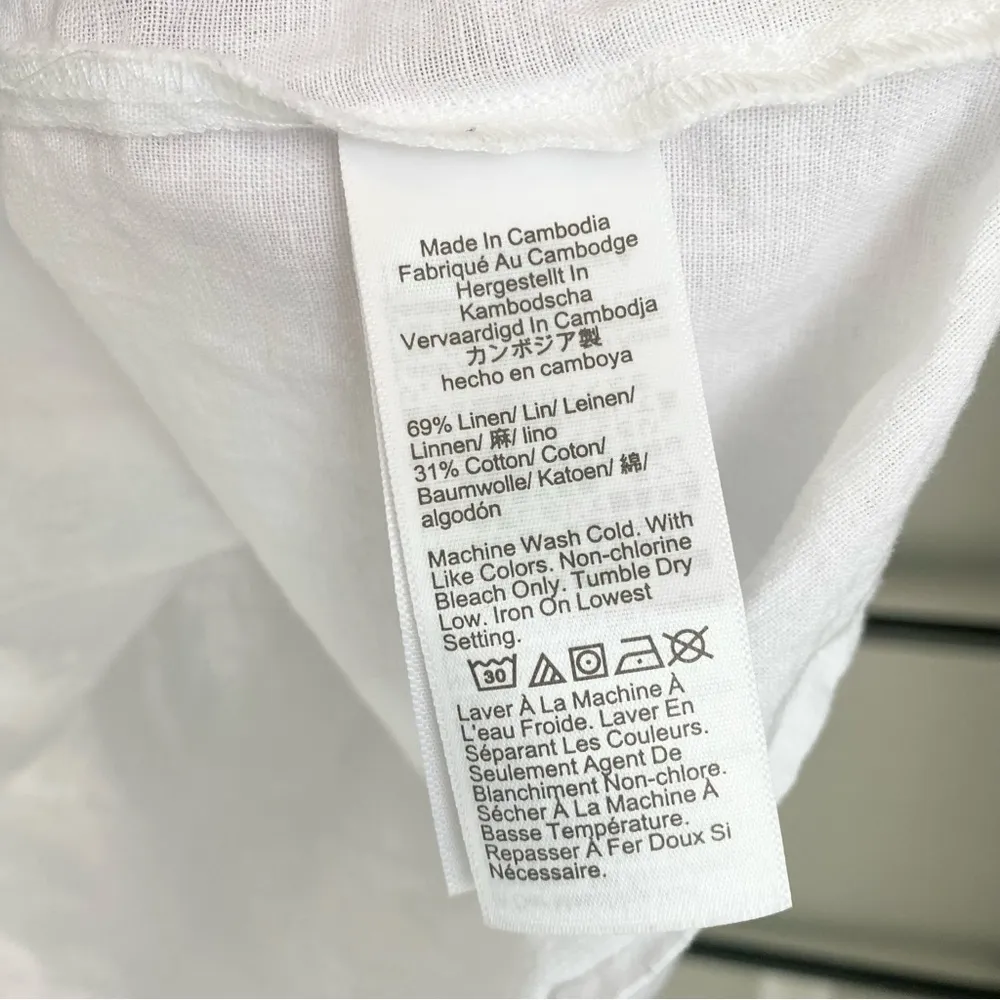 Made In Cambodia
Fabriqué Au Cambodge
Hergestellt In
Kambodscha
Vervaardigd In Cambodja
カンボジア製
hecho en camboya
69% Linen/ Lin/ Leinen/
Linnen/ 麻/ lino
31% Cotton/ Coton/
Baumwolle/ Katoen/ 綿/
algodón
Machine Wash Cold. With
Like Colors. Non-chlorine
Bleach Only. Tumble Dry
Low. Iron On Lowest
Setting.
30
Laver À La Machine À
L'eau Froide. Laver En
Séparant Les Couleurs.
Seulement Agent De
Blanchiment Non-chlore.
Sécher À La Machine À
Basse Température.
Repasser À Fer Doux Si
Nécessaire.